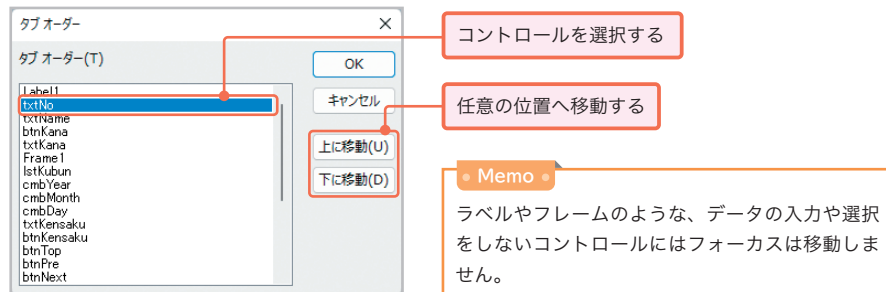 タブ オーダー
タブ オーダー(T)
Label1
txtNo
txtName
btnKana
txtKana
Frame1
lstKubun
cmbYear
cmbMonth
cmbDay
txtKensaku
btnKensaku
btnTop
btnPre
btnNext
OK
キャンセル
上に移動(U)
下に移動(D)
コントロールを選択する
任意の位置へ移動する
Memo
ラベルやフレームのような、データの入力や選択
をしないコントロールにはフォーカスは移動しま
せん。